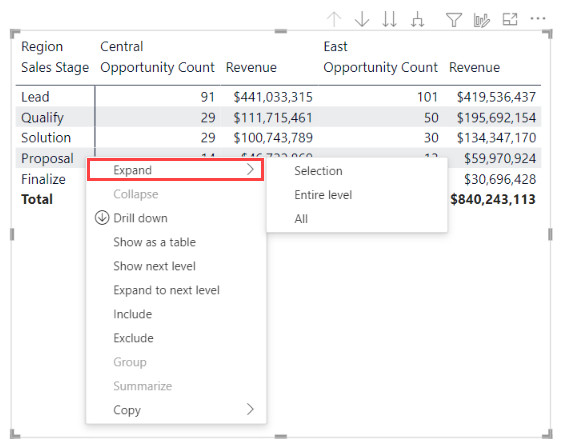 Region Central East
Sales Stage Opportunity Count Revenue Opportunity Count Revenue
Lead 91 $441,033,315 101 $419,536,437
Qualify 29 $111,715,461 50 $195,692,154
Solution 29 $100,743,789 30 $134,347,170
Proposal $59,970,924
Finalize $30,696,428
Total $840,243,113
Expand
Collapse
Drill down
Show as a table
Show next level
Expand to next level
Include
Exclude
Group
Summarize
Copy
Selection
Entire level
All